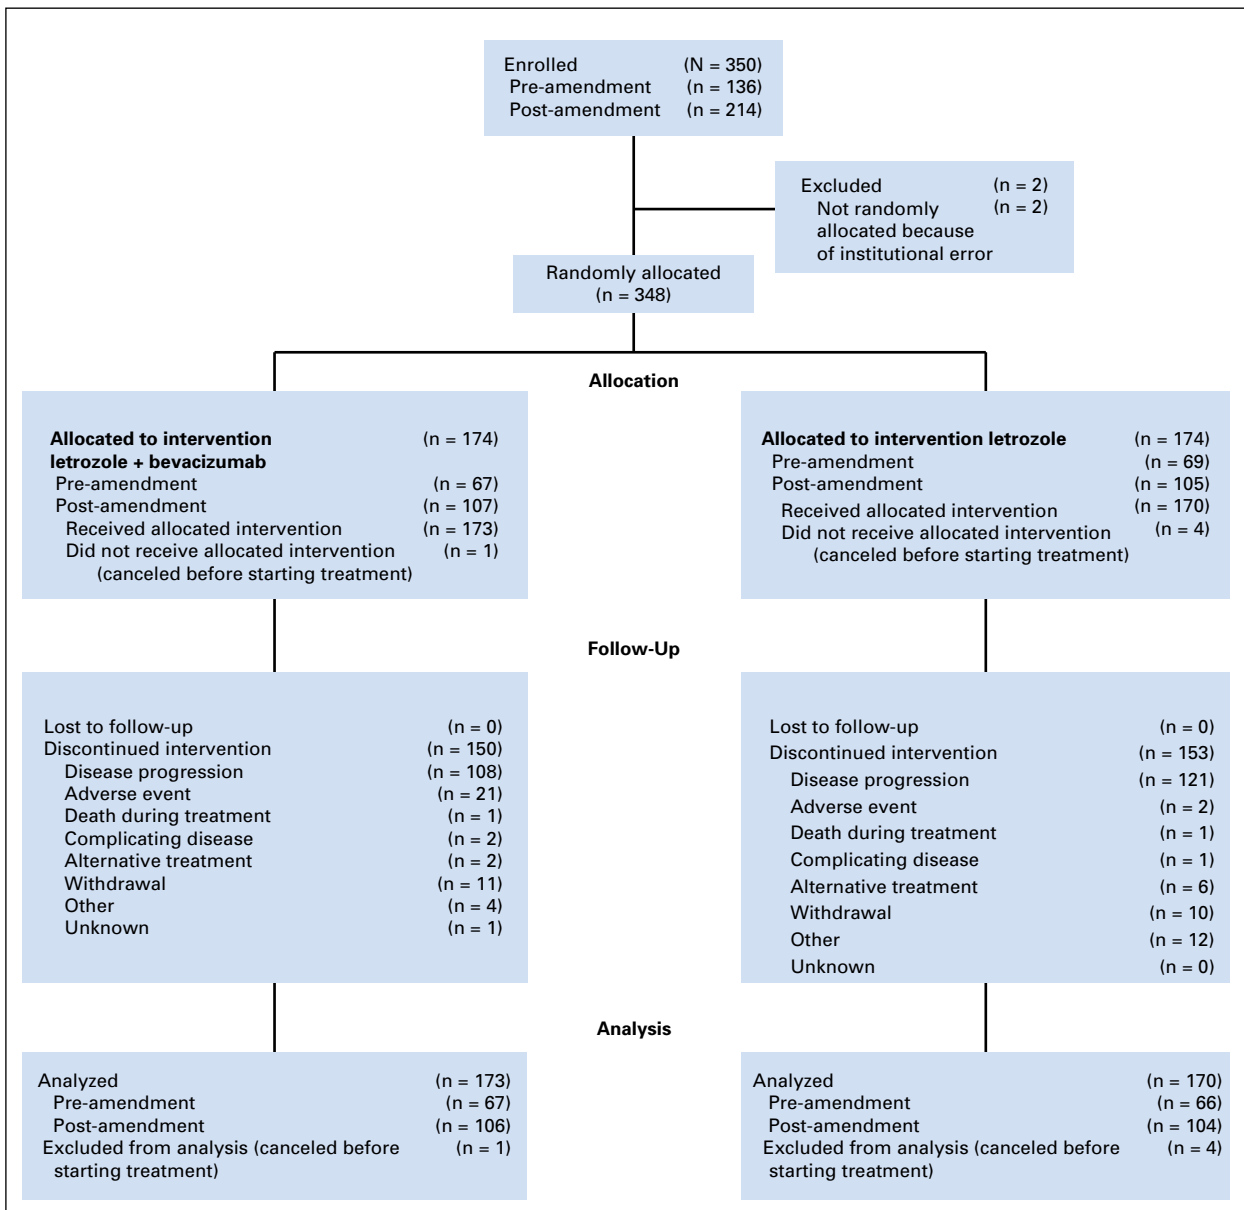 Enrolled (N = 350)
Pre-amendment (n = 136)
Post-amendment (n = 214)
Excluded (n = 2)
Not randomly (n = 2)
allocated because
of institutional error
Randomly allocated
(n = 348)
Allocation
Allocated to intervention (n = 174)
letrozole + bevacizumab
Pre-amendment (n = 67)
Post-amendment (n = 107)
Received allocated intervention (n = 173)
Did not receive allocated intervention (n = 1)
(canceled before starting treatment)
Allocated to intervention letrozole (n = 174)
Pre-amendment (n = 69)
Post-amendment (n = 105)
Received allocated intervention (n = 170)
Did not receive allocated intervention (n = 4)
(canceled before starting treatment)
Follow-Up
Lost to follow-up (n = 0)
Discontinued intervention (n = 150)
Disease progression (n = 108)
Adverse event (n = 21)
Death during treatment (n = 1)
Complicating disease (n = 2)
Alternative treatment (n = 2)
Withdrawal (n = 11)
Other (n = 4)
Unknown (n = 1)
Lost to follow-up (n = 0)
Discontinued intervention (n = 153)
Disease progression (n = 121)
Adverse event (n = 2)
Death during treatment (n = 1)
Complicating disease (n = 1)
Alternative treatment (n = 6)
Withdrawal (n = 10)
Other (n = 12)
Unknown (n = 0)
Analysis
Analyzed (n = 173)
Pre-amendment (n = 67)
Post-amendment (n = 106)
Excluded from analysis (canceled before (n = 1)
starting treatment)
Analyzed (n = 170)
Pre-amendment (n = 66)
Post-amendment (n = 104)
Excluded from analysis (canceled before (n = 4)
starting treatment)